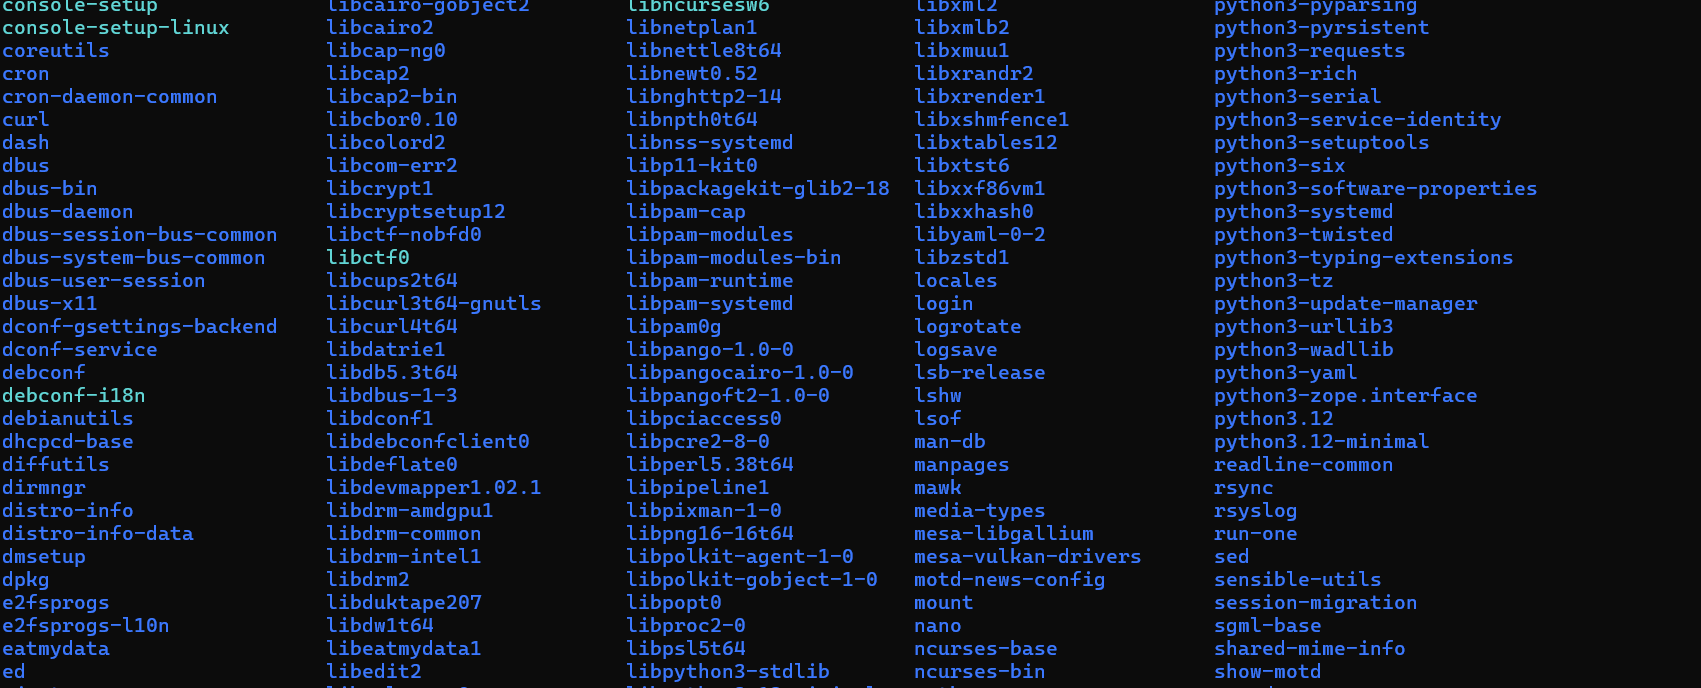 console-setup libcairo-gobject2 libncursesw6 libxml2 python3-pyparsing
console-setup-linux libcairo2 libnetplan1 libxmlb2 python3-pyrsistent
coreutils libcap-ng0 libnettle8t64 libxmuu1 python3-requests
cron libcap2 libnewt0.52 libxrandr2 python3-rich
cron-daemon-common libcap2-bin libnghttp2-14 libxrender1 python3-serial
curl libcbor0.10 libnpth0t64 libxshmfence1 python3-service-identity
dash libcolord2 libnss-systemd libxtables12 python3-setuptools
dbus libcom-err2 libp11-kit0 libxtst6 python3-six
dbus-bin libcrypt1 libpackagekit-glib2-18 libxxf86vm1 python3-software-properties
dbus-daemon libcryptsetup12 libpam-cap libxxhash0 python3-systemd
dbus-session-bus-common libctf-nobfd0 libpam-modules libyaml-0-2 python3-twisted
dbus-system-bus-common libctf0 libpam-modules-bin libzstd1 python3-typing-extensions
dbus-user-session libcups2t64 libpam-runtime locales python3-tz
dbus-x11 libcurl3t64-gnutls libpam-systemd login python3-update-manager
dconf-gsettings-backend libcurl4t64 libpam0g logrotate python3-urllib3
dconf-service libdatrie1 libpango-1.0-0 logsave python3-wadllib
debconf libdb5.3t64 libpangocairo-1.0-0 lsb-release python3-yaml
debconf-i18n libdbus-1-3 libpangoft2-1.0-0 lshw python3-zope.interface
debianutils libdconf1 libpciaccess0 lsof python3.12
dhcpcd-base libdebconfclient0 libpcre2-8-0 man-db python3.12-minimal
diffutils libdeflate0 libperl5.38t64 manpages readline-common
dirmngr libdevmapper1.02.1 libpipeline1 mawk rsync
distro-info libdrm-amdgpu1 libpixman-1-0 media-types rsyslog
distro-info-data libdrm-common libpng16-16t64 mesa-libgallium run-one
dmsetup libdrm-intel1 libpolkit-agent-1-0 mesa-vulkan-drivers sed
dpkg libdrm2 libpolkit-gobject-1-0 motd-news-config sensible-utils
e2fsprogs libduktape207 libpopt0 mount session-migration
e2fsprogs-l10n libdw1t64 libproc2-0 nano sgml-base
eatmydata libeatmydata1 libpsl5t64 ncurses-base shared-mime-info
ed libedit2 libpython3-stdlib ncurses-bin show-motd